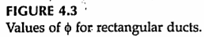 FIGURE 4.3
Values of ϕ for rectangular ducts.